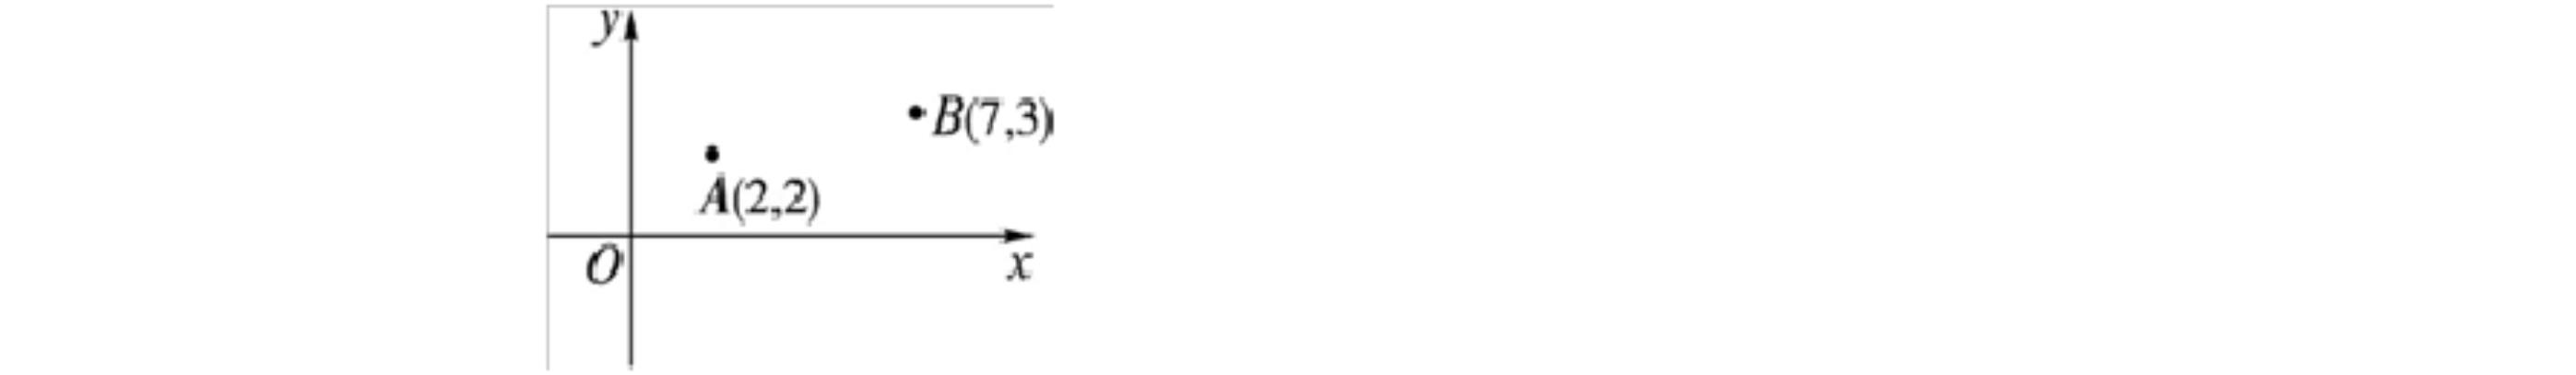 y
B(7,3)
A(2,2)
O
x